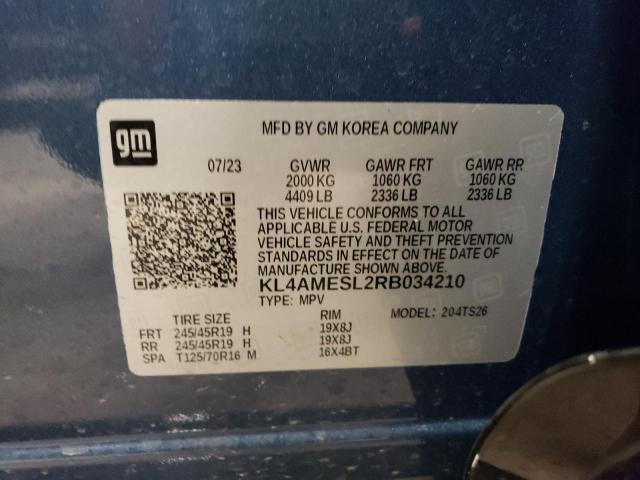 gm
MFD BY GM KOREA COMPANY
07/23 GVWR GAWR FRT GAWR RR
2000 KG 1060 KG 1060 KG
4409 LB 2336 LB 2336 LB
THIS VEHICLE CONFORMS TO ALL
APPLICABLE U.S. FEDERAL MOTOR
VEHICLE SAFETY AND THEFT PREVENTION
STANDARDS IN EFFECT ON THE DATE OF
MANUFACTURE SHOWN ABOVE.
KL4AMESL2RB034210
TYPE: MPV MODEL: 204TS26
TIRE SIZE RIM
FRT 245/45R19 H 19X8J
RR 245/45R19 H 19X8J
SPA T125/70R16 M 16X4BT